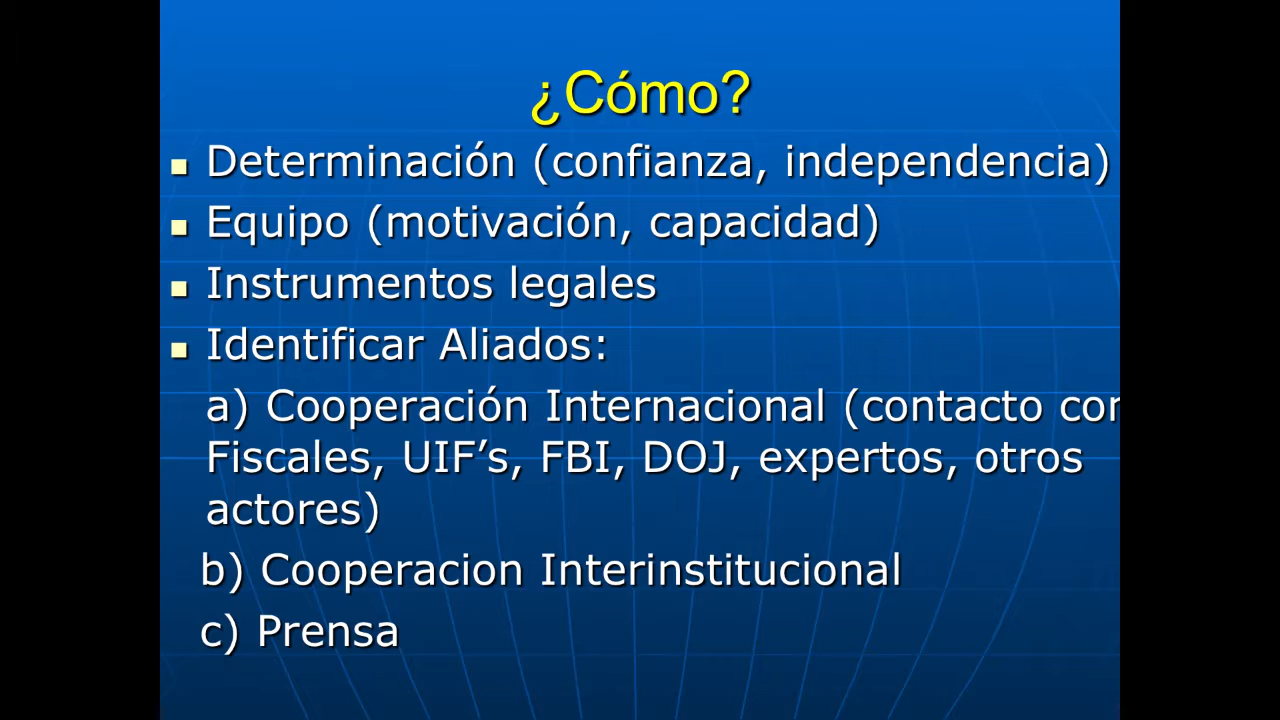 ¿Cómo?
Determinación (confianza, independencia)
Equipo (motivación, capacidad)
Instrumentos legales
Identificar Aliados:
a) Cooperación Internacional (contacto con
Fiscales, UIF’s, FBI, DOJ, expertos, otros
actores)
b) Cooperacion Interinstitucional
c) Prensa